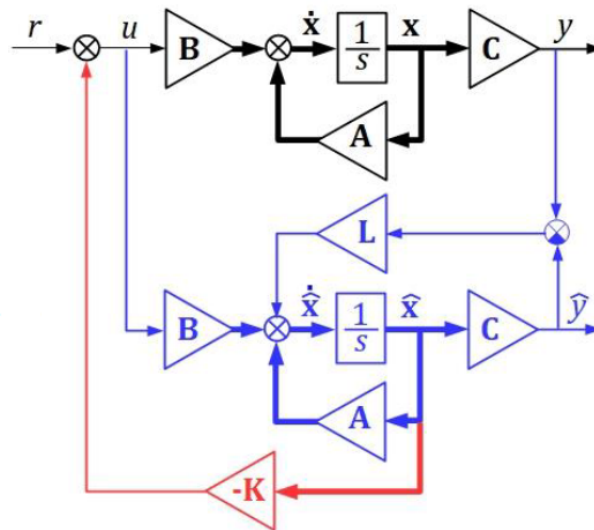 r u B ẋ 1/s x C y
A
L
B x̂̇ 1/s x̂ C ŷ
A
-K